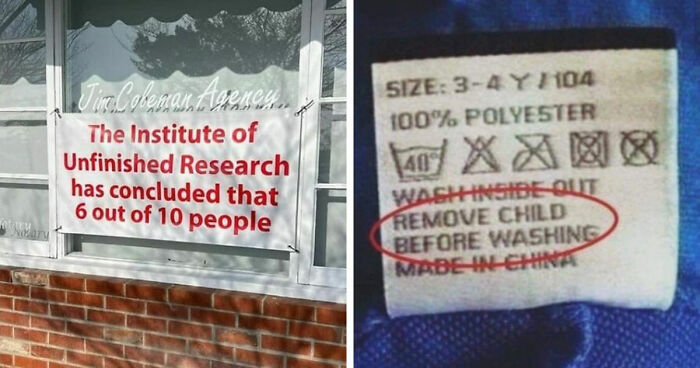 Jim Coleman Agency
The Institute of
Unfinished Research
has concluded that
6 out of 10 people
SIZE: 3-4 Y / 104
100% POLYESTER
40°
WASH INSIDE OUT
REMOVE CHILD
BEFORE WASHING
MADE IN CHINA